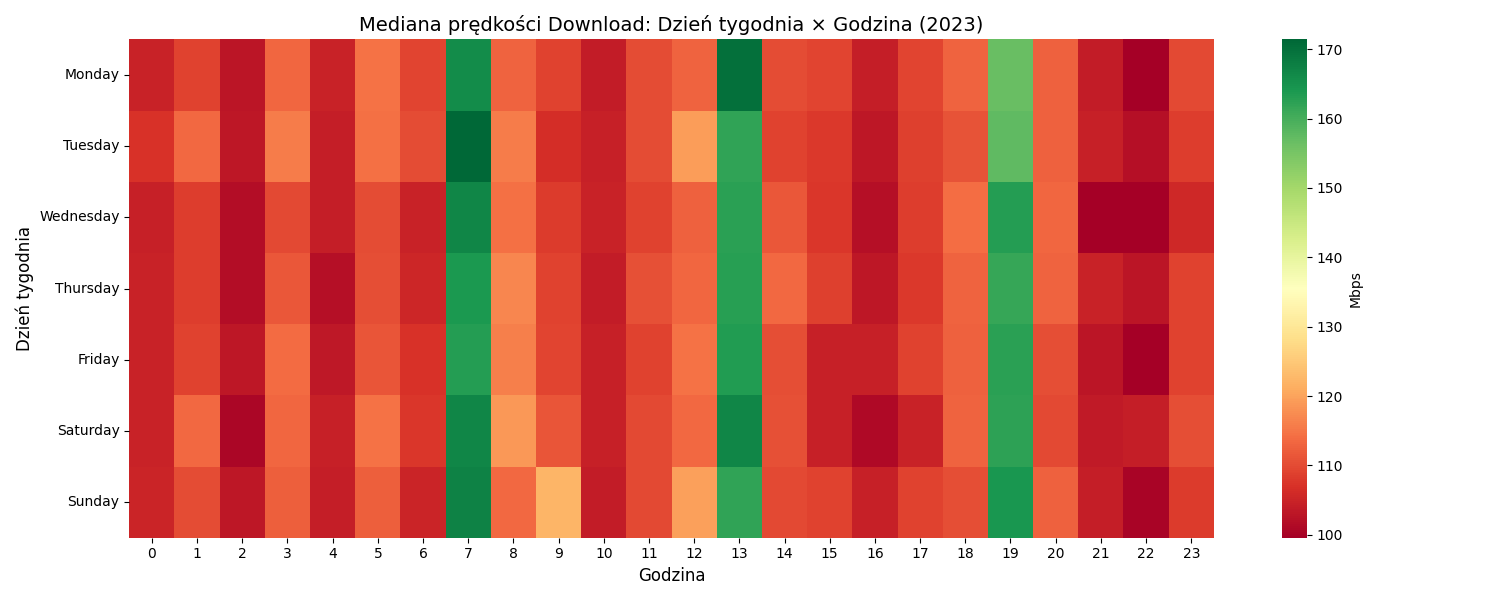 Mediana prędkości Download: Dzień tygodnia × Godzina (2023)
Dzień tygodnia
Monday
Tuesday
Wednesday
Thursday
Friday
Saturday
Sunday
0 1 2 3 4 5 6 7 8 9 10 11 12 13 14 15 16 17 18 19 20 21 22 23
Godzina
170
160
150
140
130
120
110
100
Mbps